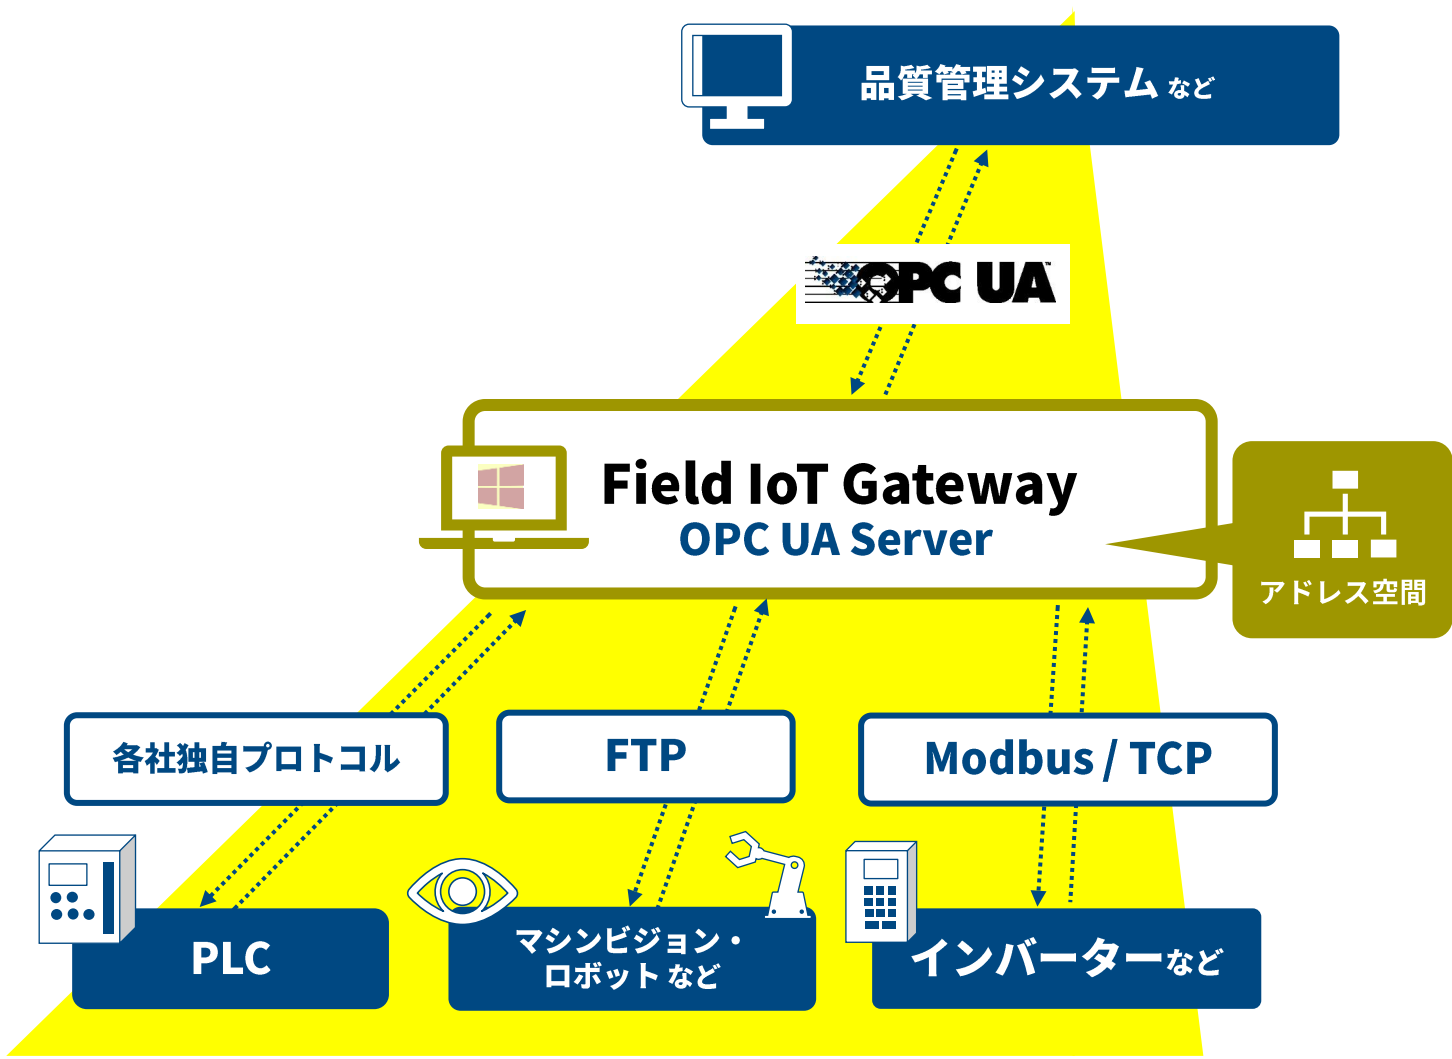 品質管理システム など
OPC UA™
Field IoT Gateway
OPC UA Server
アドレス空間
各社独自プロトコル
FTP
Modbus / TCP
PLC
マシンビジョン・
ロボット など
インバーターなど